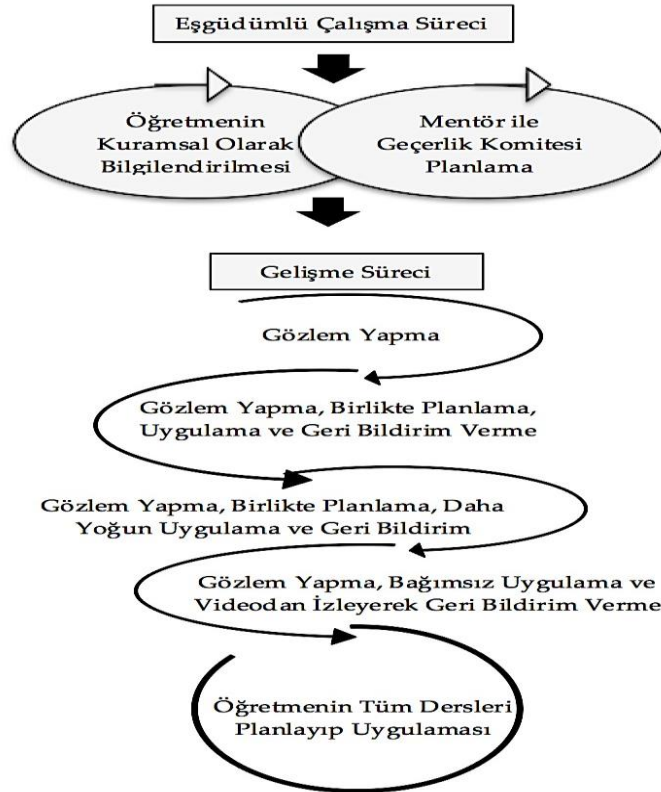 Eşgüdümlü Çalışma Süreci
Öğretmenin
Kuramsal Olarak
Bilgilendirilmesi
Mentör ile
Geçerlik Komitesi
Planlama
Gelişme Süreci
Gözlem Yapma
Gözlem Yapma, Birlikte Planlama,
Uygulama ve Geri Bildirim Verme
Gözlem Yapma, Birlikte Planlama, Daha
Yoğun Uygulama ve Geri Bildirim
Gözlem Yapma, Bağımsız Uygulama ve
Videodan İzleyerek Geri Bildirim Verme
Öğretmenin Tüm Dersleri
Planlayıp Uygulaması